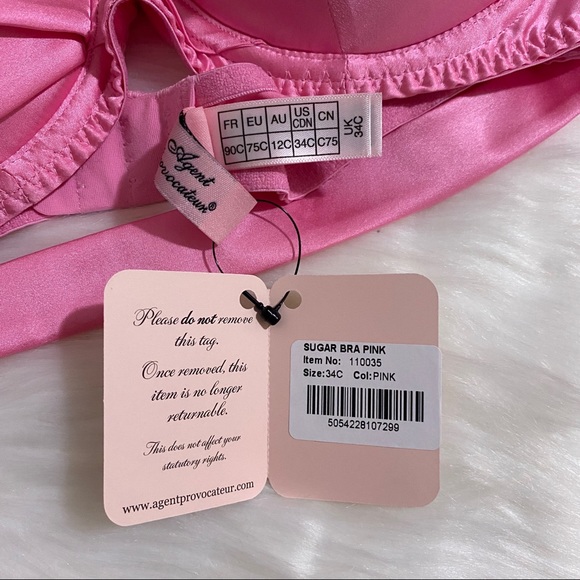 FR EU AU US CDN CN
90C 75C 12C 34C C75
UK 34C
Agent
Provocateur®
Please do not remove
this tag.
Once removed, this
item is no longer
returnable.
This does not affect your
statutory rights.
www.agentprovocateur.com
SUGAR BRA PINK
Item No: 110035
Size:34C Col:PINK
5054228107299